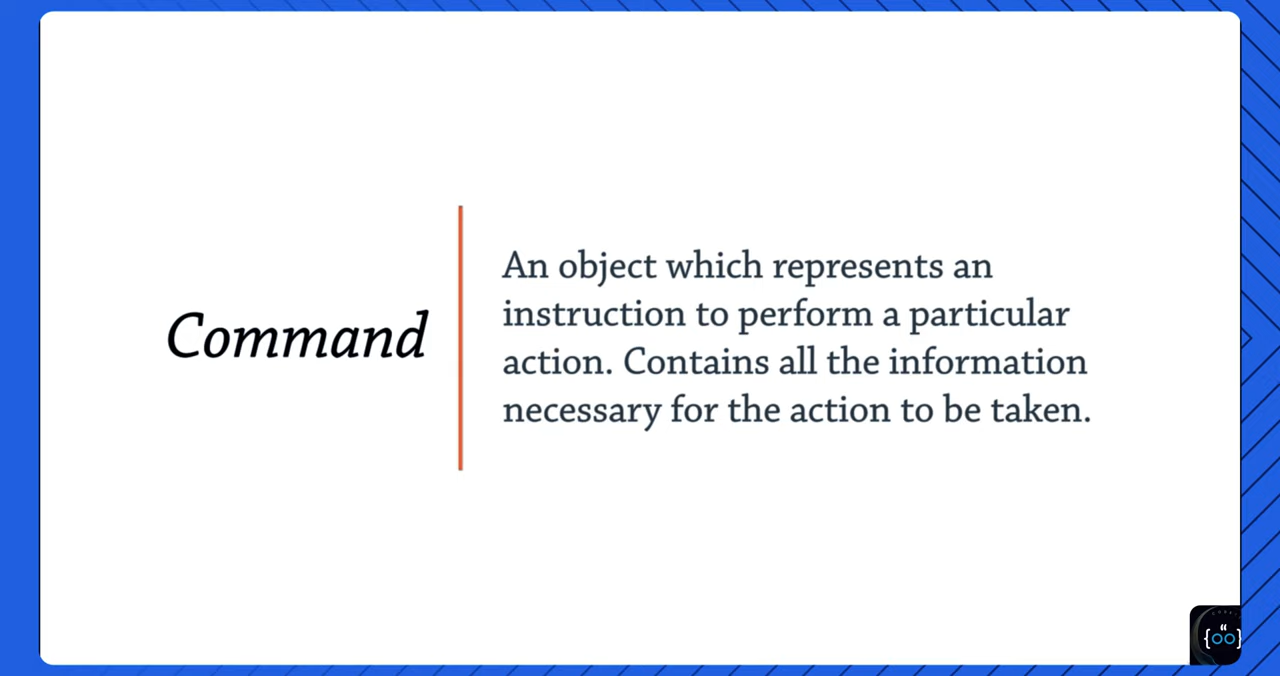 Command
An object which represents an
instruction to perform a particular
action. Contains all the information
necessary for the action to be taken.